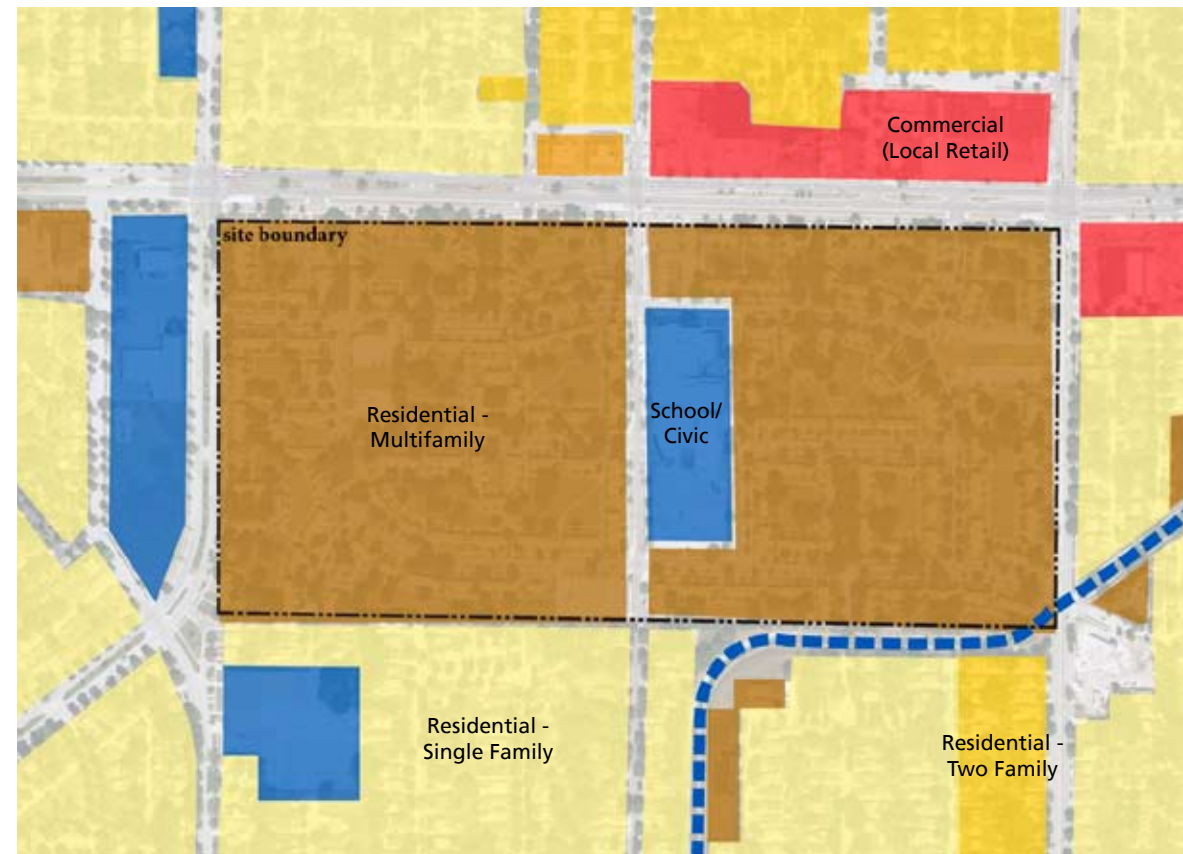 Commercial
(Local Retail)
site boundary
Residential -
Multifamily
School/
Civic
Residential -
Single Family
Residential -
Two Family